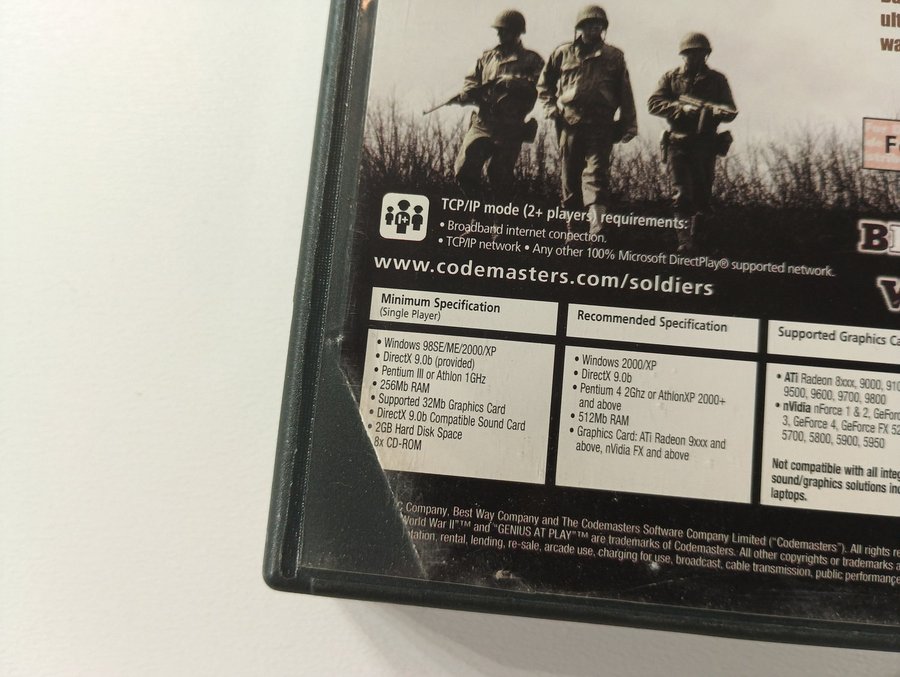 ult
wa
F
1+
TCP/IP mode (2+ players) requirements:
• Broadband internet connection.
• TCP/IP network • Any other 100% Microsoft DirectPlay® supported network.
B
www.codemasters.com/soldiers
Minimum Specification
(Single Player)
• Windows 98SE/ME/2000/XP
• DirectX 9.0b (provided)
• Pentium III or Athlon 1GHz
• 256Mb RAM
• Supported 32Mb Graphics Card
• DirectX 9.0b Compatible Sound Card
• 2GB Hard Disk Space
8x CD-ROM
Recommended Specification
• Windows 2000/XP
• DirectX 9.0b
• Pentium 4 2Ghz or AthlonXP 2000+
and above
• 512Mb RAM
• Graphics Card: ATi Radeon 9xxx and
above, nVidia FX and above
Supported Graphics Ca
• ATi Radeon 8xxx, 9000, 910
9500, 9600, 9700, 9800
• nVidia nForce 1 & 2, GeForc
3, GeForce 4, GeForce FX 52
5700, 5800, 5900, 5950
Not compatible with all integ
sound/graphics solutions inc
laptops.
C Company, Best Way Company and The Codemasters Software Company Limited ("Codemasters"). All rights re
World War II"™ and "GENIUS AT PLAY"™ are trademarks of Codemasters. All other copyrights or trademarks a
tation, rental, lending, re-sale, arcade use, charging for use, broadcast, cable transmission, public performance